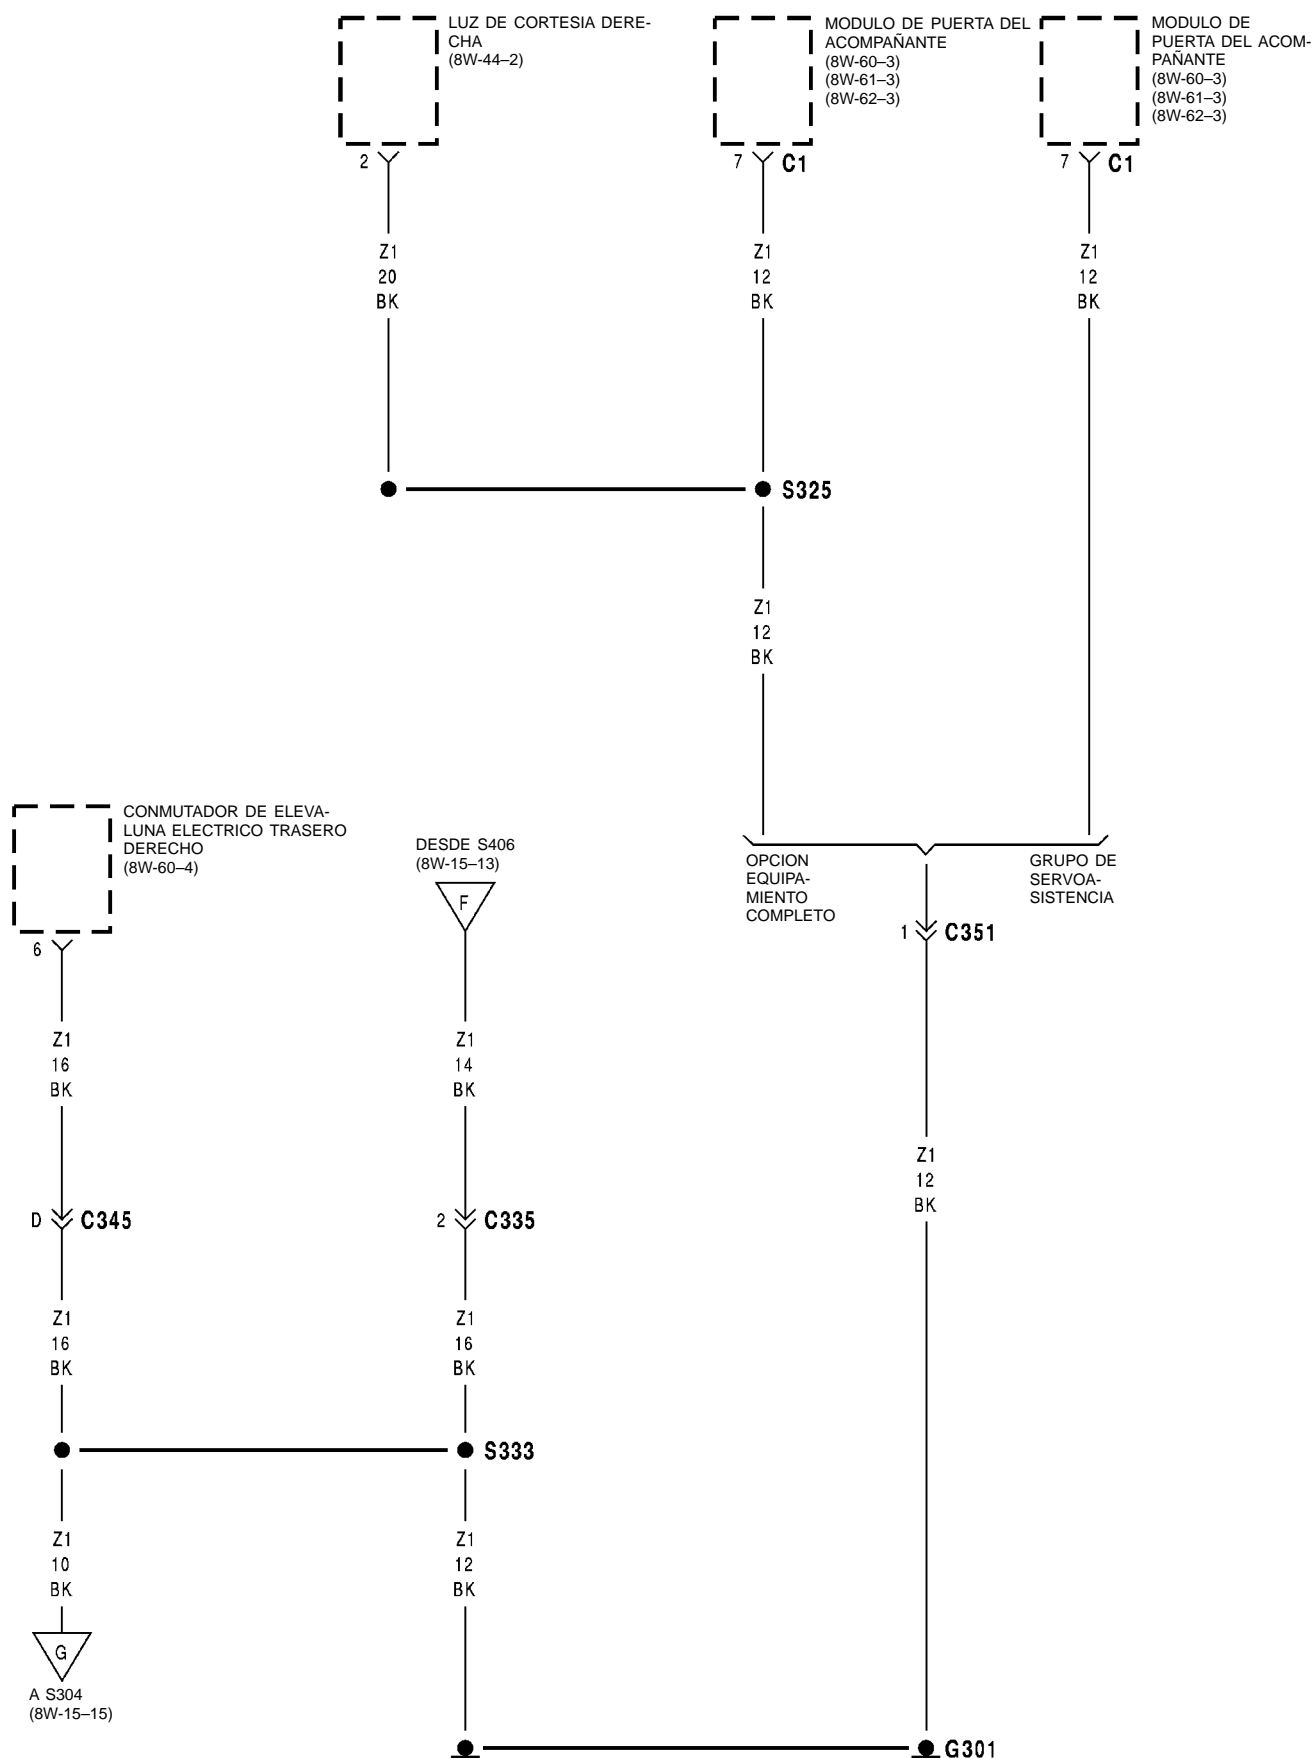 LUZ DE CORTESIA DERE-
CHA
(8W-44–2)
MODULO DE PUERTA DEL
ACOMPAÑANTE
(8W-60–3)
(8W-61–3)
(8W-62–3)
MODULO DE
PUERTA DEL ACOM-
PAÑANTE
(8W-60–3)
(8W-61–3)
(8W-62–3)
2
7 C1
7 C1
Z1
20
BK
Z1
12
BK
Z1
12
BK
S325
Z1
12
BK
CONMUTADOR DE ELEVA-
LUNA ELECTRICO TRASERO
DERECHO
(8W-60–4)
DESDE S406
(8W-15–13)
F
OPCION
EQUIPA-
MIENTO
COMPLETO
GRUPO DE
SERVOA-
SISTENCIA
1 C351
6
Z1
16
BK
Z1
14
BK
Z1
12
BK
D C345
2 C335
Z1
16
BK
Z1
16
BK
S333
Z1
10
BK
Z1
12
BK
G
A S304
(8W-15–15)
G301